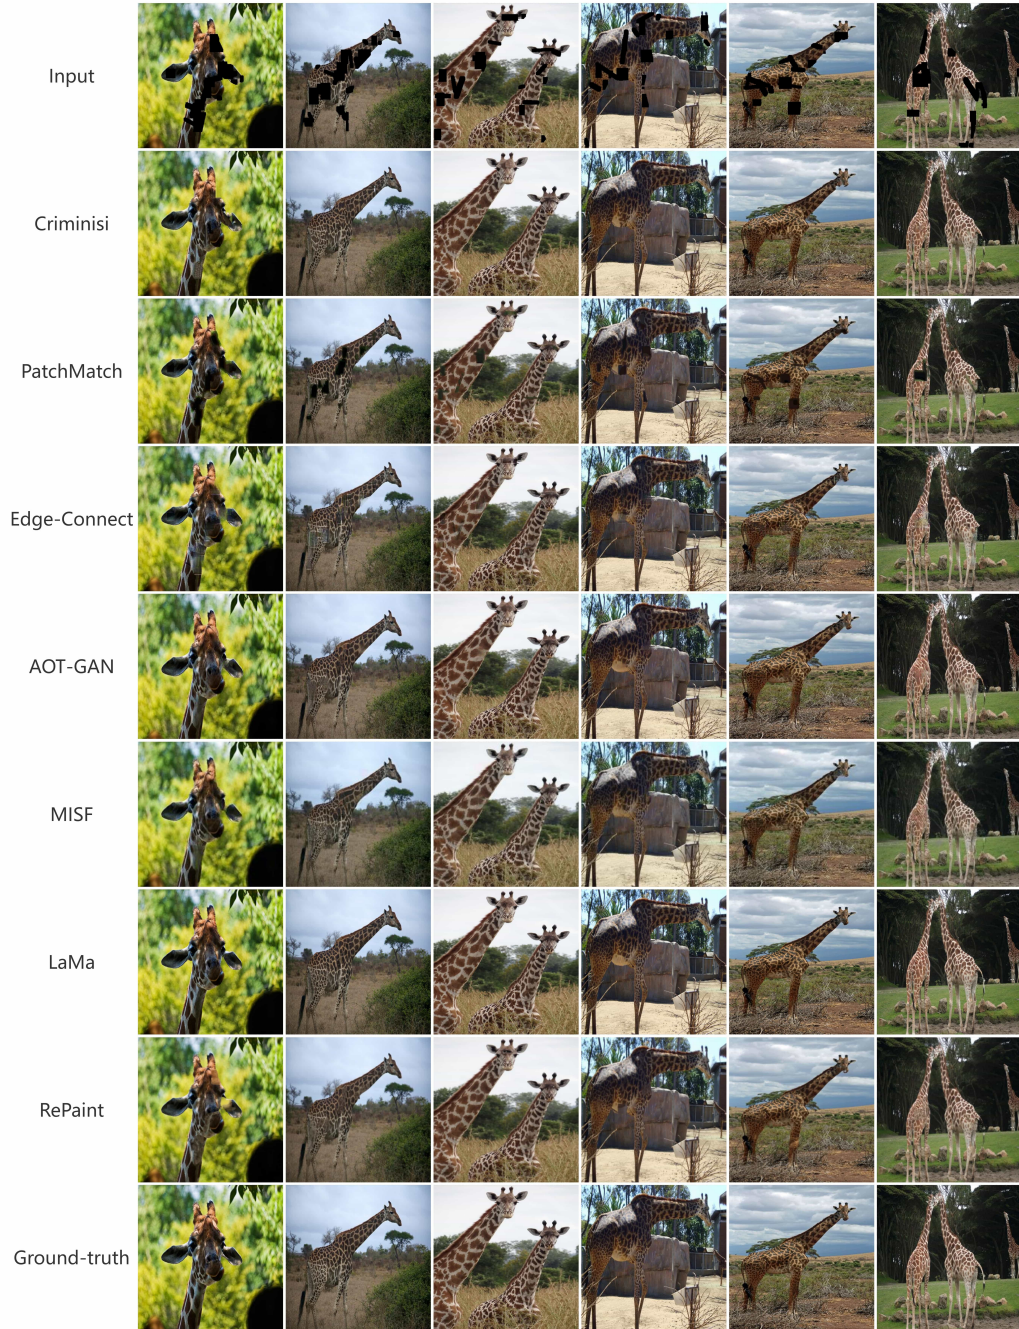 Input
Criminisi
PatchMatch
Edge-Connect
AOT-GAN
MISF
LaMa
RePaint
Ground-truth